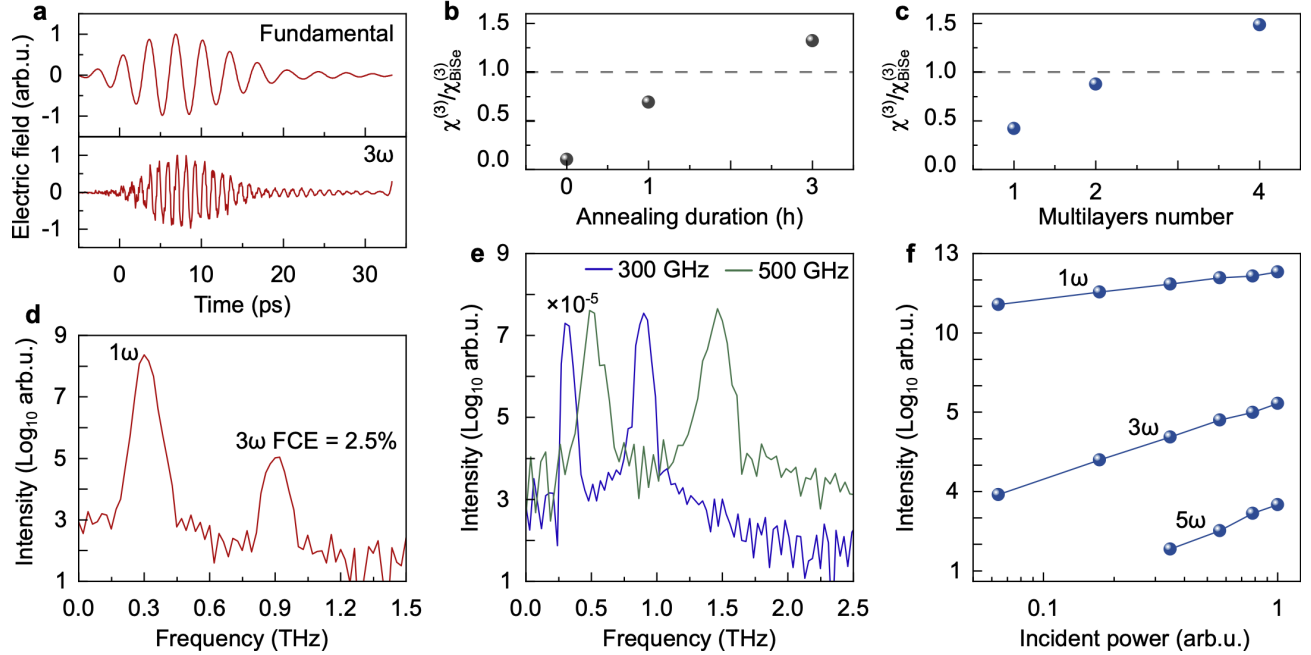 a
Fundamental
1
0
-1
3ω
1
0
-1
Electric field (arb.u.)
0 10 20 30
Time (ps)
b
1.5
1.0
0.5
0.0
χ(3)/χ(3)BiSe
0 1 3
Annealing duration (h)
c
1.5
1.0
0.5
0.0
χ(3)/χ(3)BiSe
1 2 4
Multilayers number
d
9
7
5
3
1
1ω
3ω FCE = 2.5%
Intensity (Log10 arb.u.)
0.0 0.3 0.6 0.9 1.2 1.5
Frequency (THz)
e
300 GHz 500 GHz
×10-5
9
7
5
3
1
Intensity (Log10 arb.u.)
0.0 0.5 1.0 1.5 2.0 2.5
Frequency (THz)
f
13
10
5
4
1
1ω
3ω
5ω
Intensity (Log10 arb.u.)
0.1 1
Incident power (arb.u.)